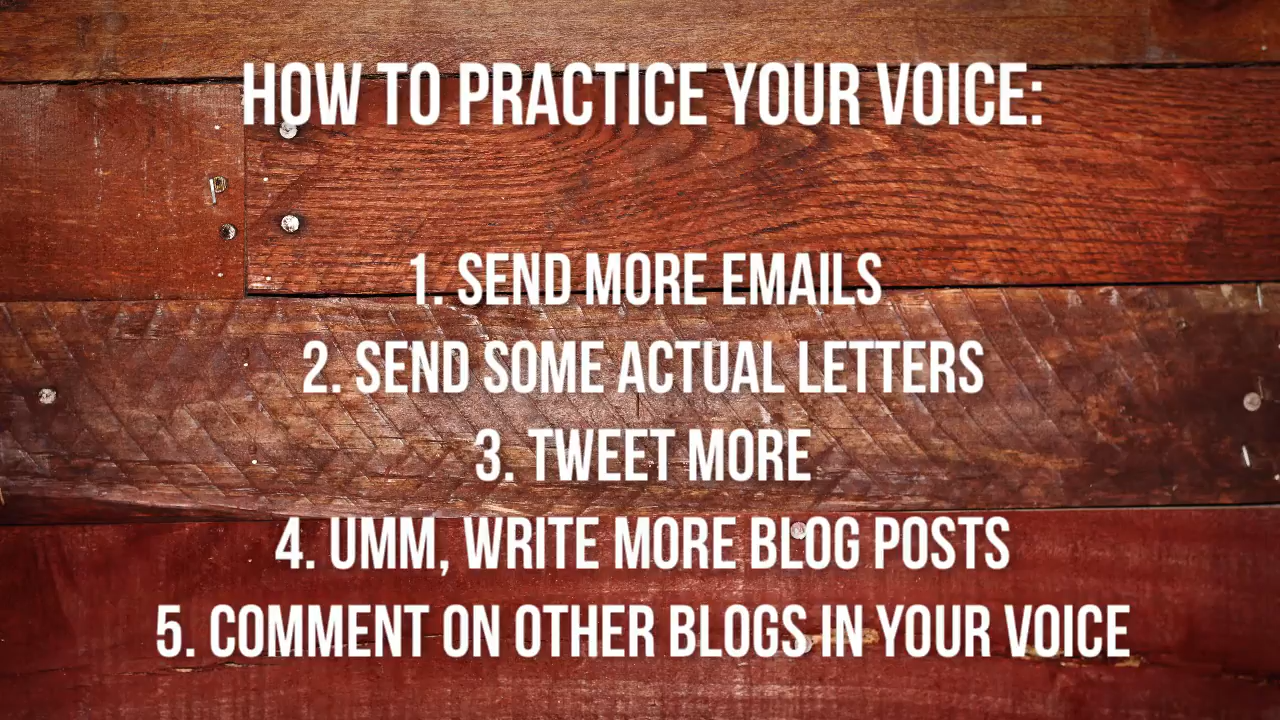 HOW TO PRACTICE YOUR VOICE:
1. SEND MORE EMAILS
2. SEND SOME ACTUAL LETTERS
3. TWEET MORE
4. UMM, WRITE MORE BLOG POSTS
5. COMMENT ON OTHER BLOGS IN YOUR VOICE